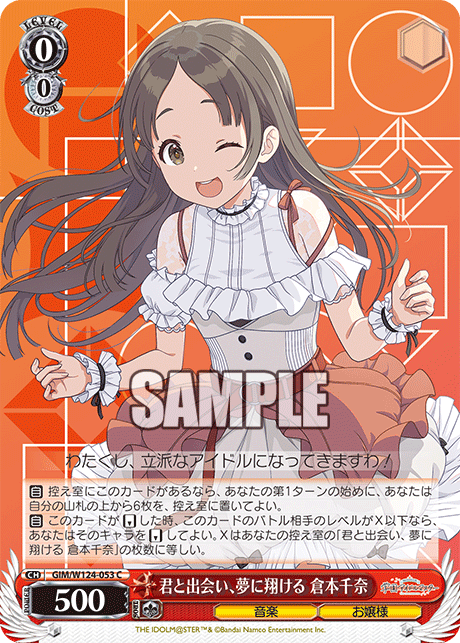 LEVEL
0
0
COST
SAMPLE
わたくし、立派なアイドルになってきますわ!
自 控え室にこのカードがあるなら、あなたの第1ターンの始めに、あなたは
自分の山札の上から6枚を、控え室に置いてよい。
自 このカードが した時、このカードのバトル相手のレベルがX以下なら、
あなたはそのキャラを してよい。Xはあなたの控え室の「君と出会い、夢に
翔ける 倉本千奈」の枚数に等しい。
CH GIM/W124-053 C
500
SOUL
君と出会い、夢に翔ける 倉本千奈
音楽 お嬢様
THE IDOLM@STER™& ©Bandai Namco Entertainment Inc.